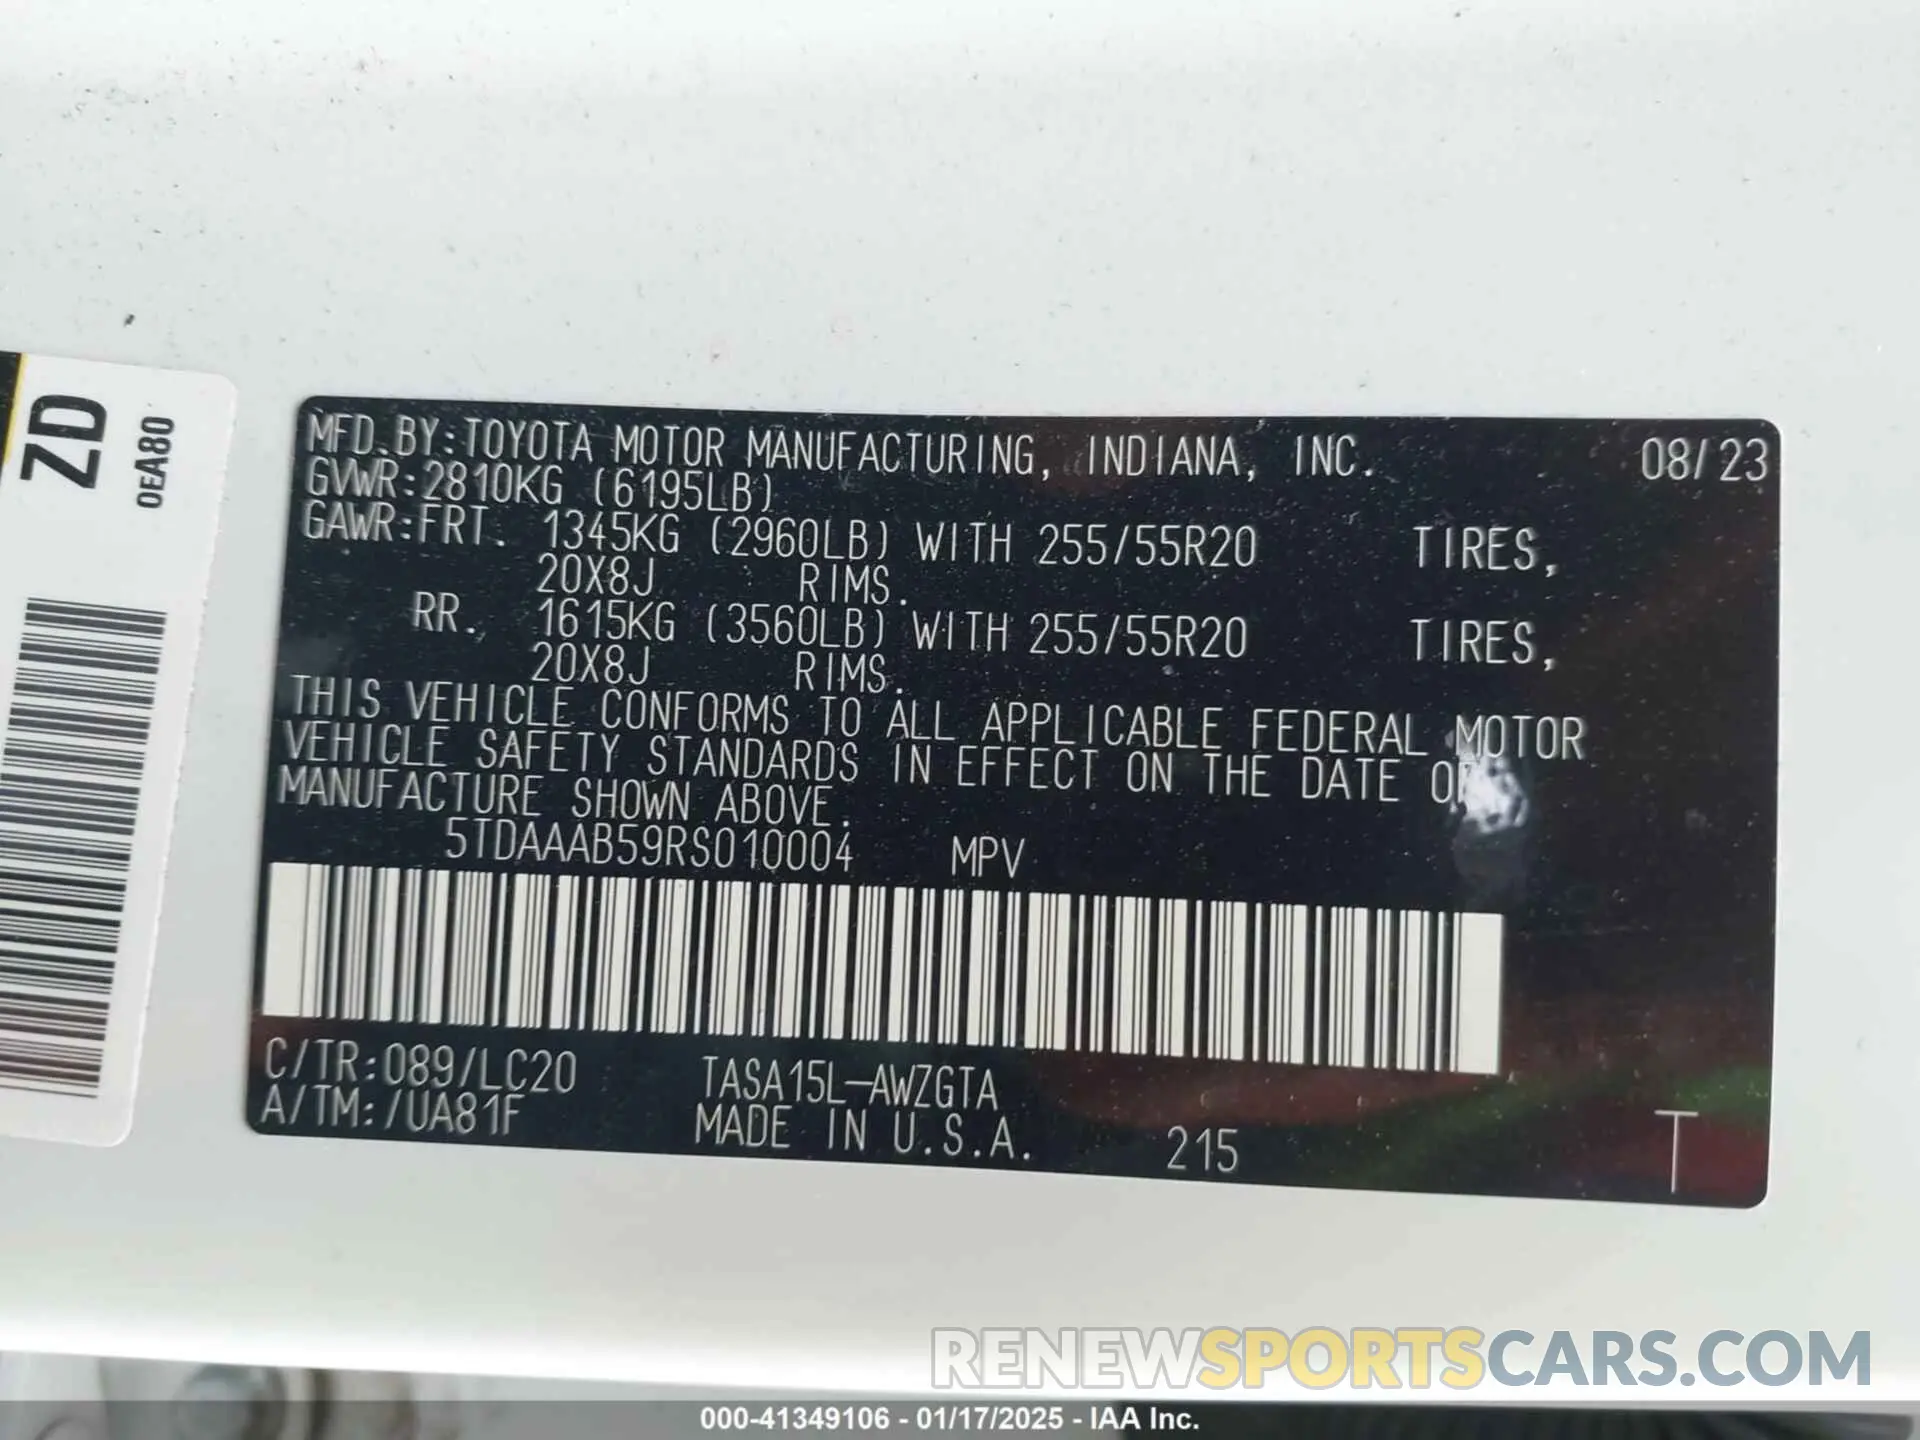 ZD
0EA80
MFD.BY:TOYOTA MOTOR MANUFACTURING, INDIANA, INC. 08/23
GVWR:2810KG (6195LB)
GAWR:FRT. 1345KG (2960LB) WITH 255/55R20 TIRES,
20X8J RIMS.
RR. 1615KG (3560LB) WITH 255/55R20 TIRES,
20X8J RIMS.
THIS VEHICLE CONFORMS TO ALL APPLICABLE FEDERAL MOTOR
VEHICLE SAFETY STANDARDS IN EFFECT ON THE DATE OF
MANUFACTURE SHOWN ABOVE.
5TDAAAB59RS010004 MPV
C/TR:089/LC20 TASA15L-AWZGTA
A/TM:/UA81F MADE IN U.S.A. 215 T
RENEWSPORTSCARS.COM
000-41349106 - 01/17/2025 - IAA Inc.